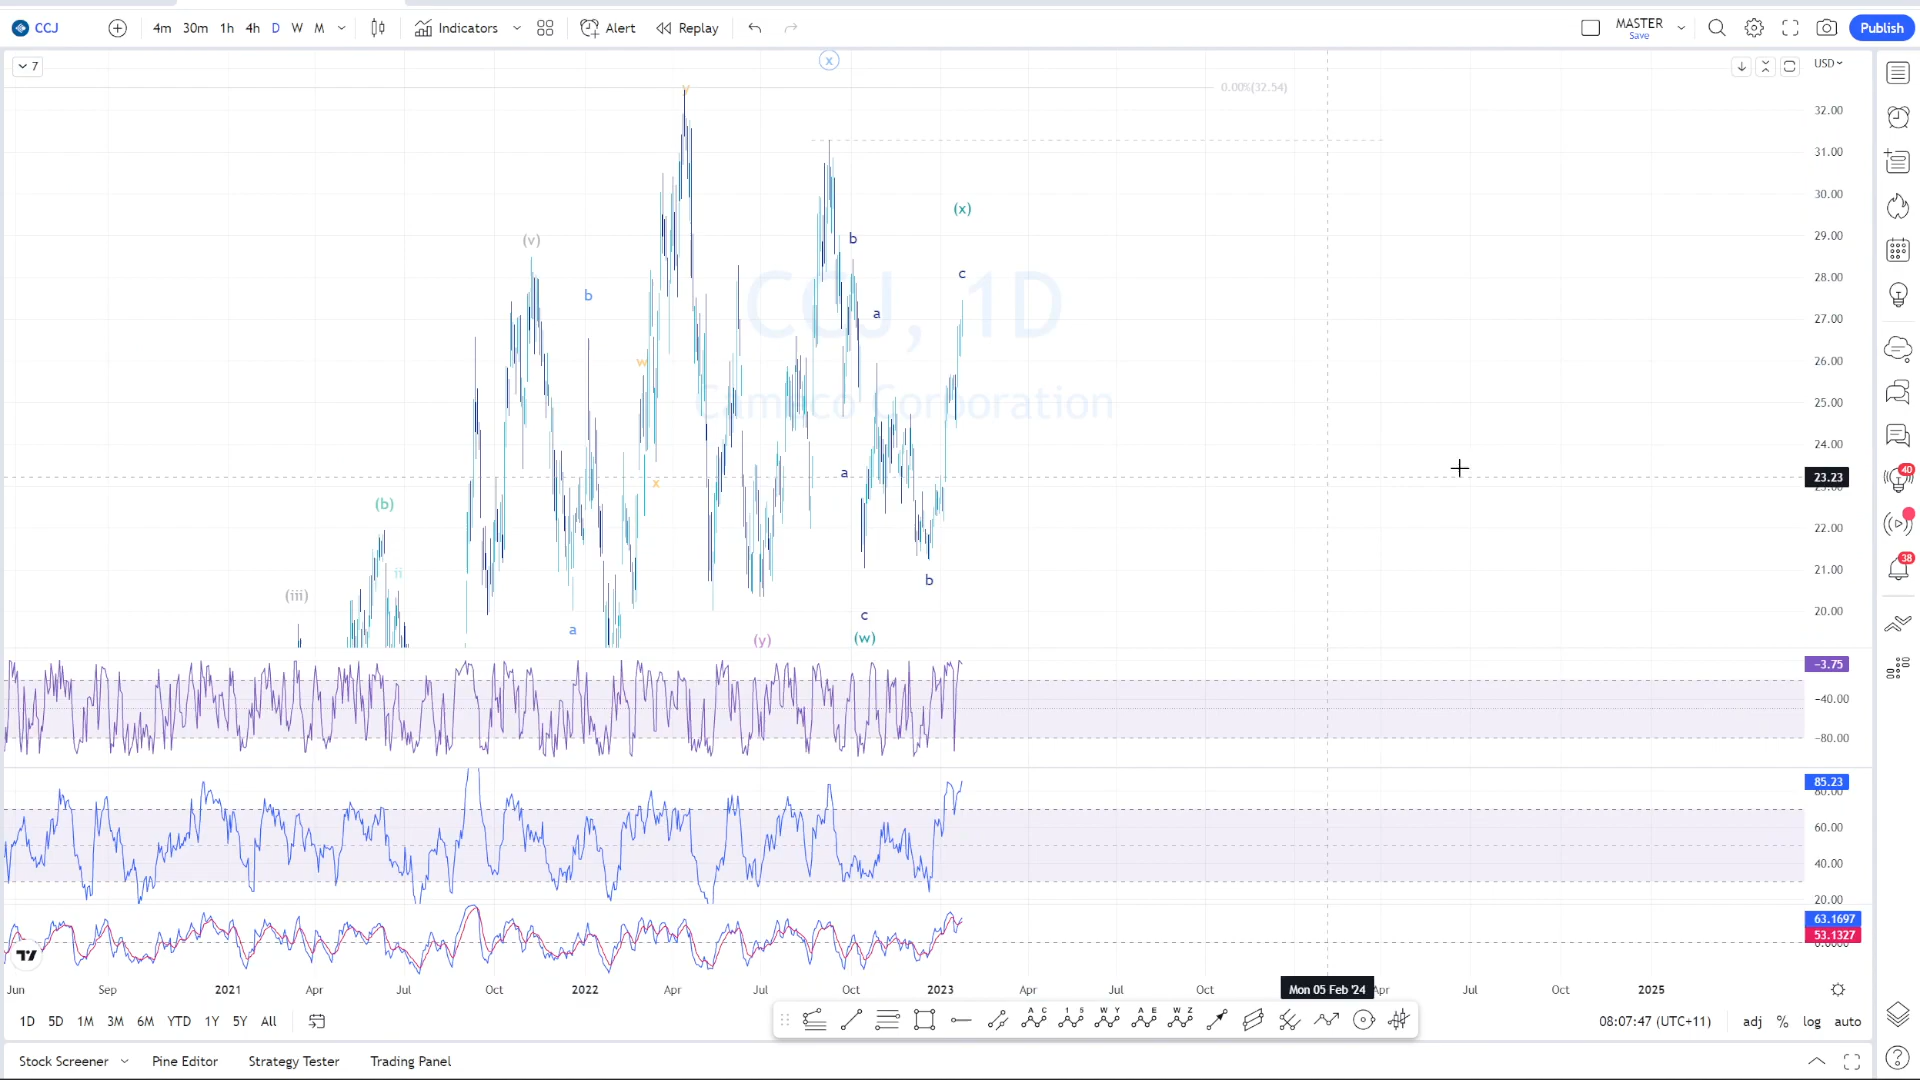 CCJ 4m 30m 1h 4h D W M Indicators Alert Replay MASTER Save Publish
7
USD
x
0.00%(32.54)
y
32.00
31.00
30.00
29.00
28.00
27.00
26.00
25.00
24.00
23.23
22.00
21.00
20.00
(x)
(v)
b
b
c
CCJ, 1D
b
a
w
Cameco Corporation
a
x
(b)
ii
b
(iii)
c
a
(y)
(w)
40
38
-3.75
-40.00
-80.00
85.23
80.00
60.00
40.00
20.00
63.1697
53.1327
Jun Sep 2021 Apr Jul Oct 2022 Apr Jul Oct 2023 Apr Jul Oct Mon 05 Feb '24 Apr Jul Oct 2025
1D 5D 1M 3M 6M YTD 1Y 5Y All
A C 1 5 W Y A E W Z
08:07:47 (UTC+11) adj % log auto
Stock Screener Pine Editor Strategy Tester Trading Panel